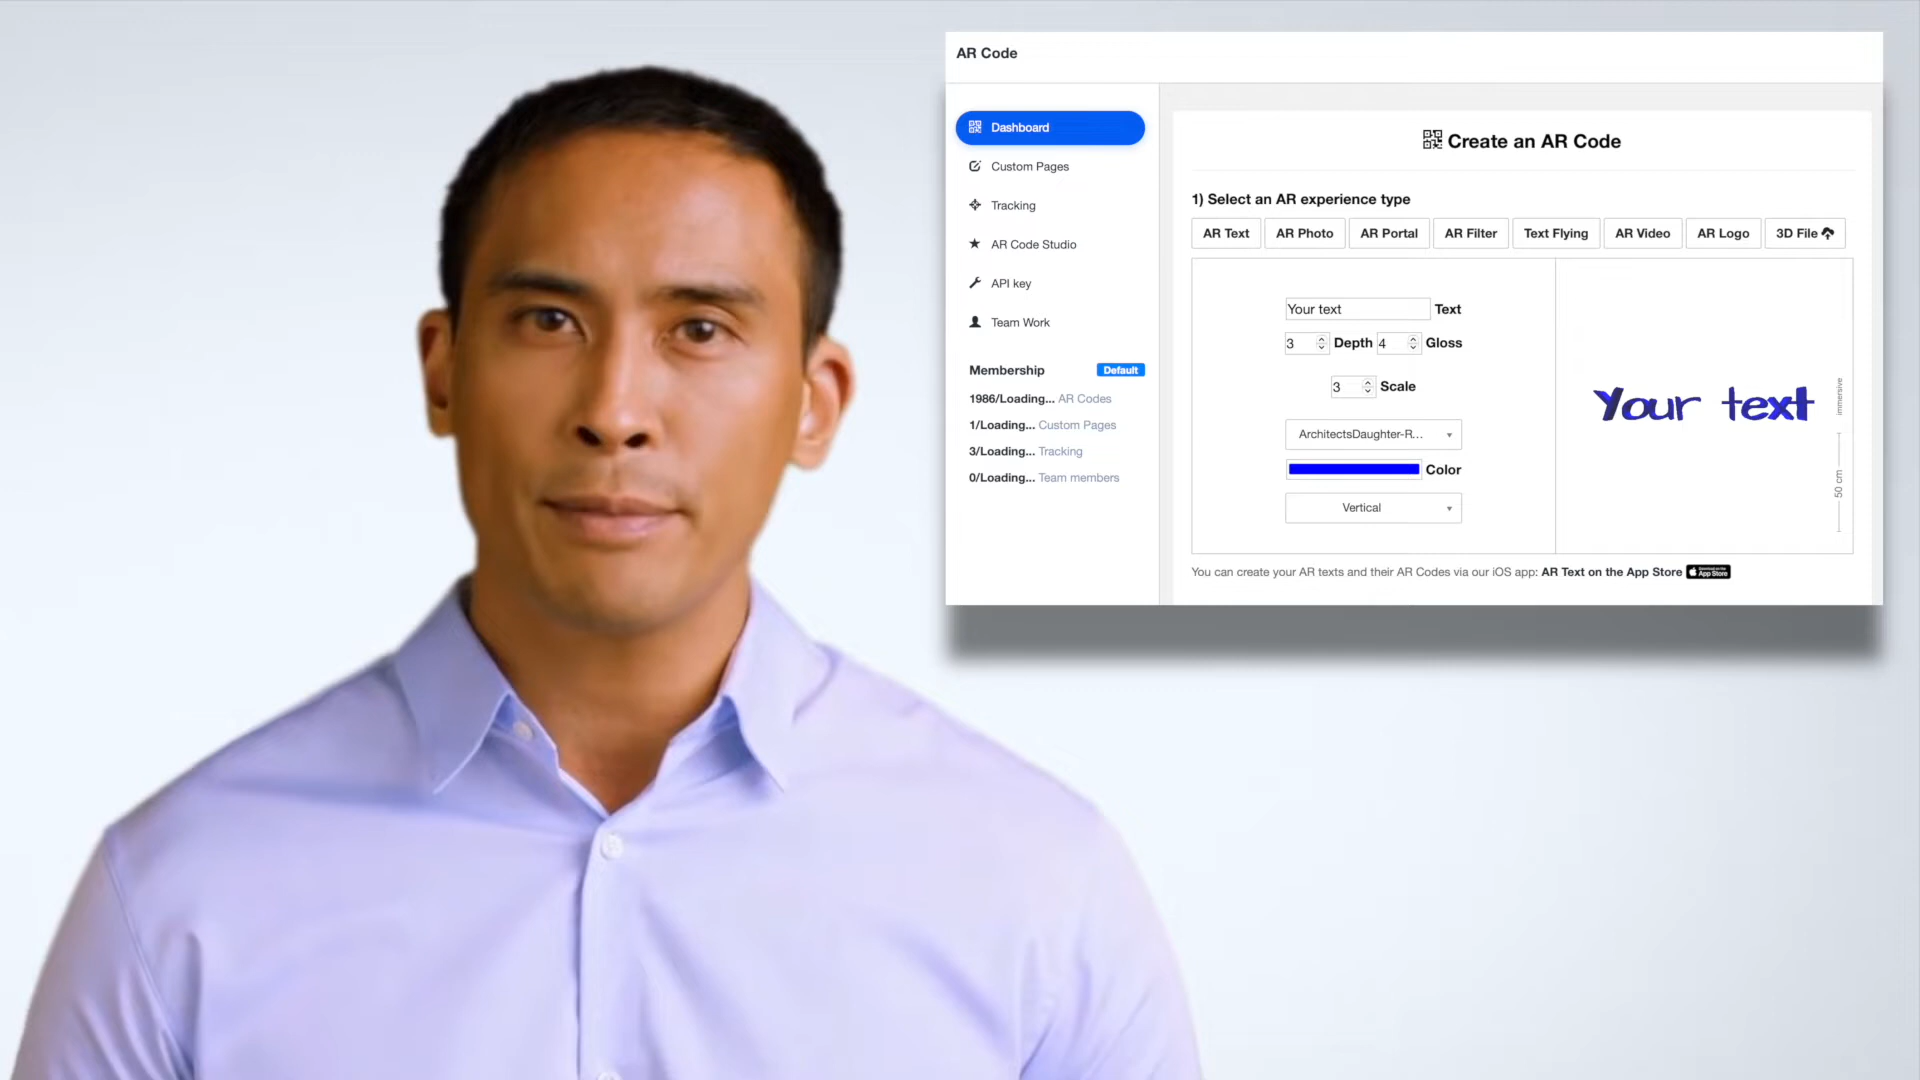 AR Code
Dashboard
Custom Pages
Tracking
AR Code Studio
API key
Team Work
Membership Default
1986/Loading... AR Codes
1/Loading... Custom Pages
3/Loading... Tracking
0/Loading... Team members
Create an AR Code
1) Select an AR experience type
AR Text AR Photo AR Portal AR Filter Text Flying AR Video AR Logo 3D File
Your text Text
3 Depth 4 Gloss
3 Scale
ArchitectsDaughter-R...
Color
Vertical
Your text
immersive
50 cm
You can create your AR texts and their AR Codes via our iOS app: AR Text on the App Store
App Store